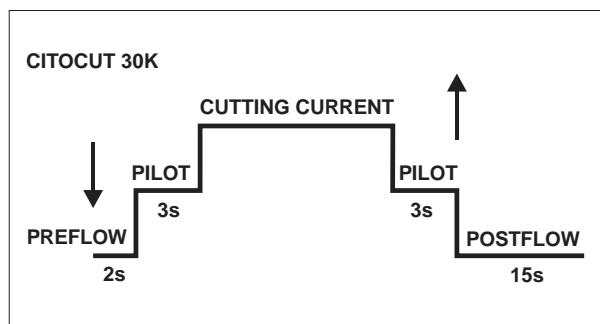 CITOCUT 30K
CUTTING CURRENT
PILOT
PILOT
3s
3s
PREFLOW
POSTFLOW
2s
15s